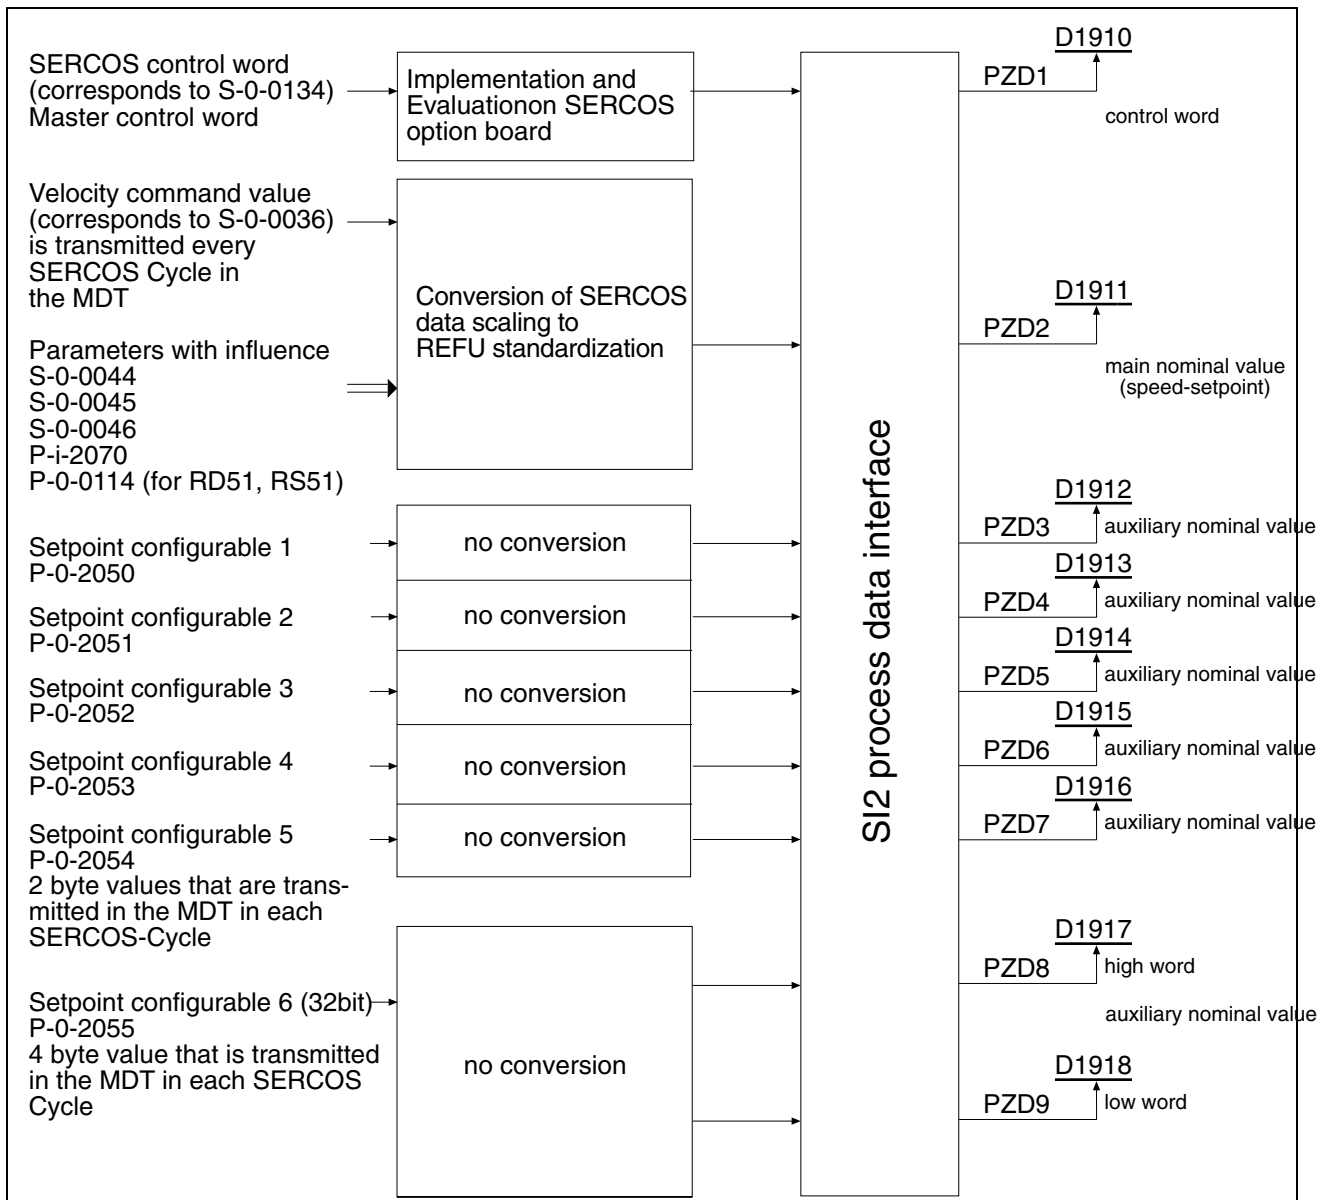 SERCOS control word
(corresponds to S-0-0134)
Master control word
Implementation and
Evaluationon SERCOS
option board
D1910
PZD1
control word
Velocity command value
(corresponds to S-0-0036)
is transmitted every
SERCOS Cycle in
the MDT
Conversion of SERCOS
data scaling to
REFU standardization
D1911
PZD2
main nominal value
(speed-setpoint)
Parameters with influence
S-0-0044
S-0-0045
S-0-0046
P-i-2070
P-0-0114 (for RD51, RS51)
SI2 process data interface
Setpoint configurable 1
P-0-2050
no conversion
D1912
PZD3
auxiliary nominal value
Setpoint configurable 2
P-0-2051
no conversion
D1913
PZD4
auxiliary nominal value
Setpoint configurable 3
P-0-2052
no conversion
D1914
PZD5
auxiliary nominal value
Setpoint configurable 4
P-0-2053
no conversion
D1915
PZD6
auxiliary nominal value
Setpoint configurable 5
P-0-2054
2 byte values that are trans-
mitted in the MDT in each
SERCOS-Cycle
no conversion
D1916
PZD7
auxiliary nominal value
Setpoint configurable 6 (32bit)
P-0-2055
4 byte value that is transmitted
in the MDT in each SERCOS
Cycle
no conversion
D1917
PZD8
high word
auxiliary nominal value
D1918
PZD9
low word